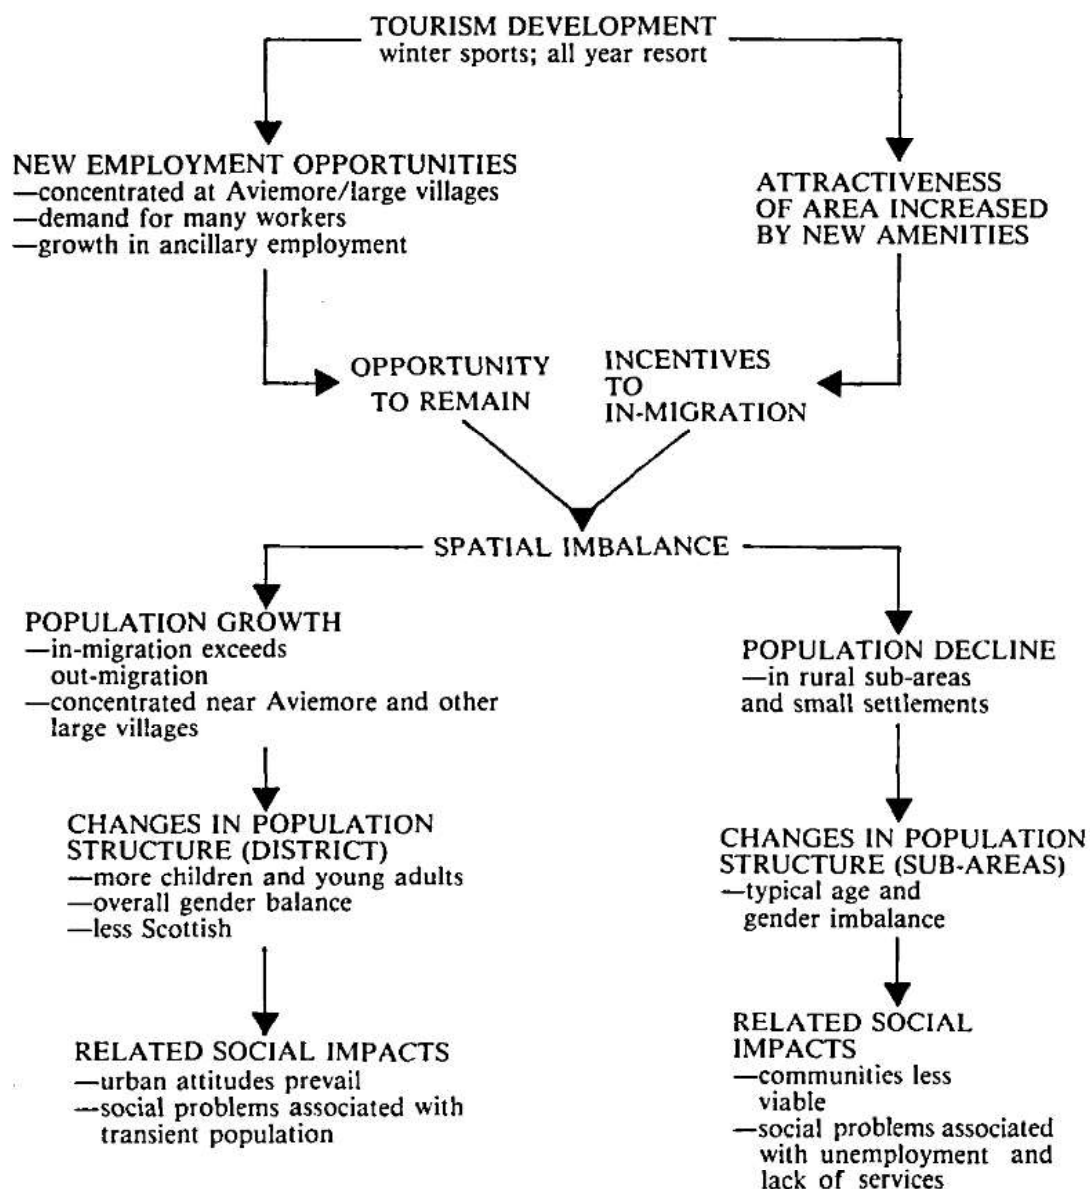 TOURISM DEVELOPMENT
winter sports; all year resort
NEW EMPLOYMENT OPPORTUNITIES
—concentrated at Aviemore/large villages
—demand for many workers
—growth in ancillary employment
ATTRACTIVENESS
OF AREA INCREASED
BY NEW AMENITIES
OPPORTUNITY
TO REMAIN
INCENTIVES
TO
IN-MIGRATION
SPATIAL IMBALANCE
POPULATION GROWTH
—in-migration exceeds
out-migration
—concentrated near Aviemore and other
large villages
POPULATION DECLINE
—in rural sub-areas
and small settlements
CHANGES IN POPULATION
STRUCTURE (DISTRICT)
—more children and young adults
—overall gender balance
—less Scottish
CHANGES IN POPULATION
STRUCTURE (SUB-AREAS)
—typical age and
gender imbalance
RELATED SOCIAL IMPACTS
—urban attitudes prevail
—social problems associated with
transient population
RELATED SOCIAL
IMPACTS
—communities less
viable
—social problems associated
with unemployment and
lack of services